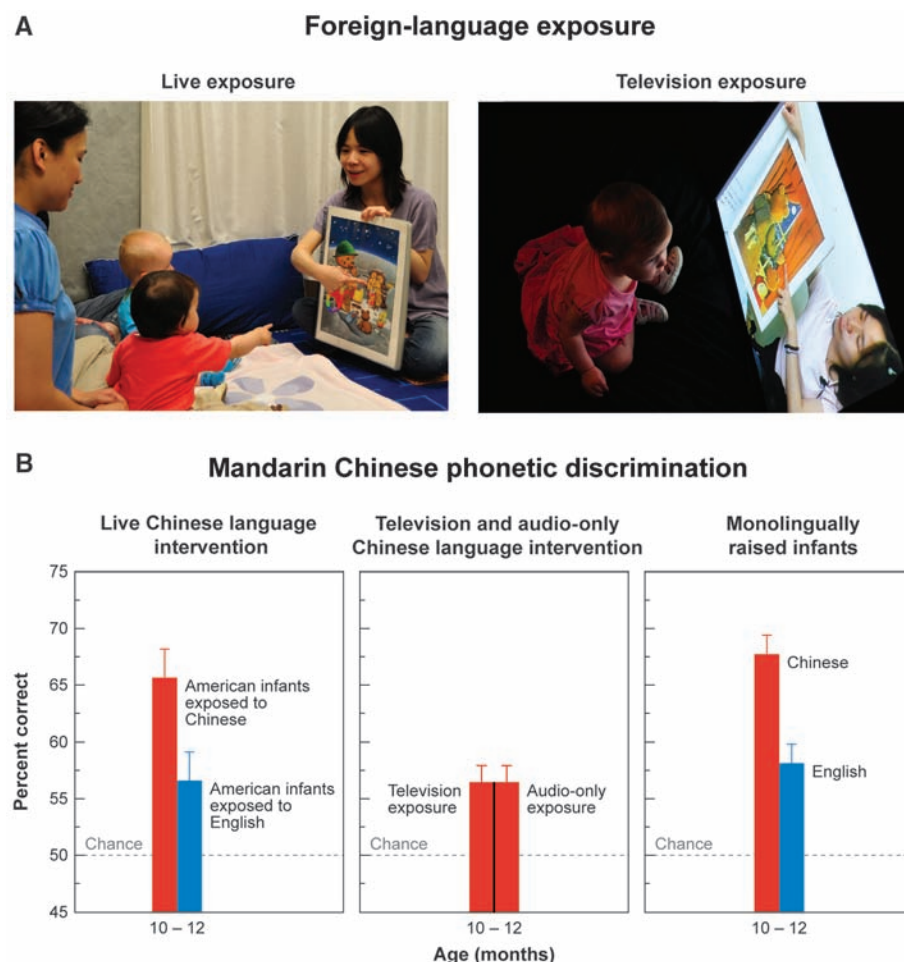 A
Foreign-language exposure
Live exposure
Television exposure
B
Mandarin Chinese phonetic discrimination
Live Chinese language
intervention
Television and audio-only
Chinese language intervention
Monolingually
raised infants
Percent correct
75
70
65
60
55
50
45
American infants
exposed to
Chinese
American infants
exposed to
English
Chance
10 – 12
Television
exposure
Audio-only
exposure
Chance
10 – 12
Chinese
English
Chance
10 – 12
Age (months)